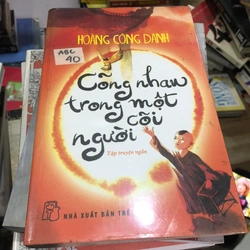 HOÀNG CÔNG DANH
ABC
40
Cõng nhau
trong một
cõi
người
Tập truyện ngắn
NHÀ XUẤT BẢN TRẺ